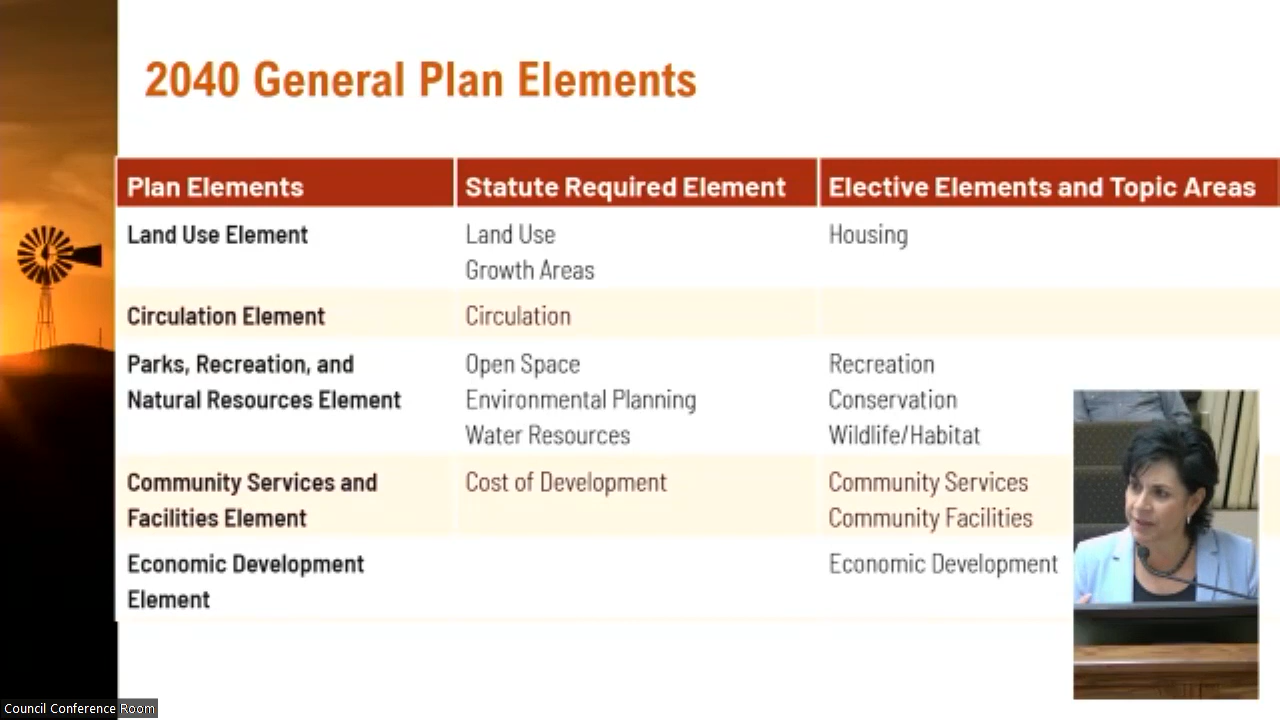 2040 General Plan Elements
Plan Elements
Statute Required Element
Elective Elements and Topic Areas
Land Use Element
Land Use
Growth Areas
Housing
Circulation Element
Circulation
Parks, Recreation, and
Natural Resources Element
Open Space
Environmental Planning
Water Resources
Recreation
Conservation
Wildlife/Habitat
Community Services and
Facilities Element
Cost of Development
Community Services
Community Facilities
Economic Development
Element
Economic Development
Council Conference Room